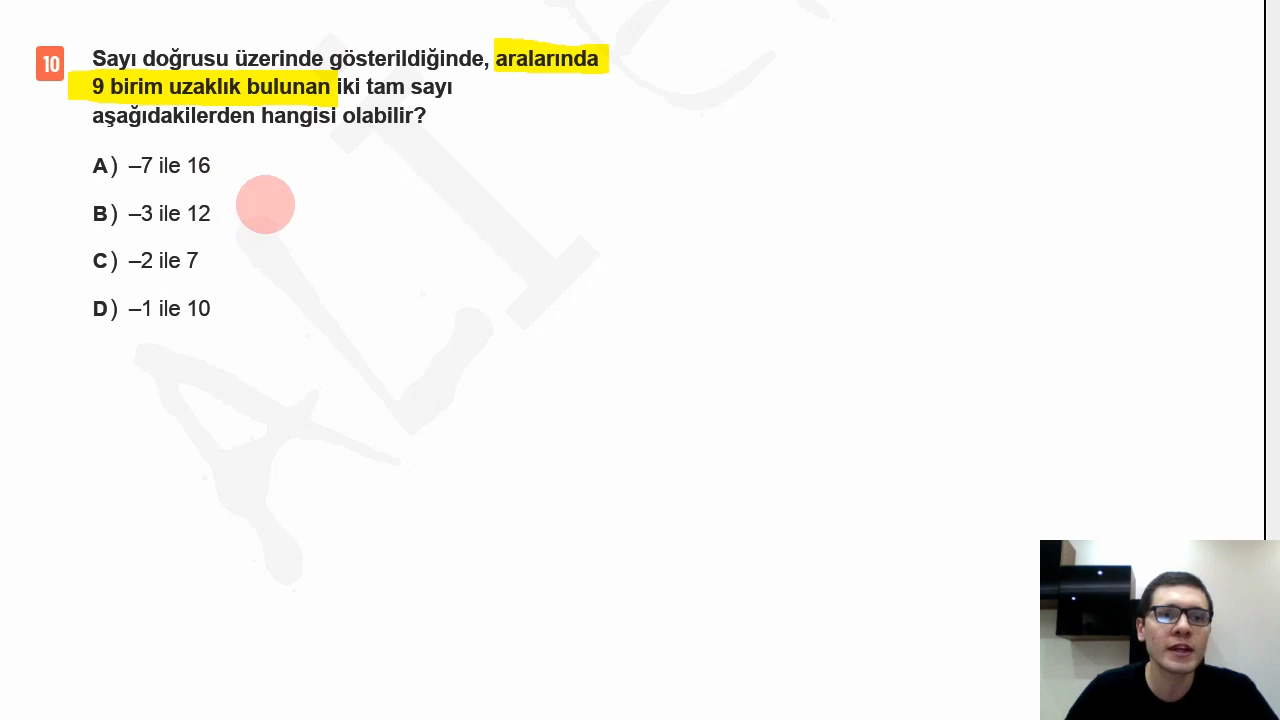 10
Sayı doğrusu üzerinde gösterildiğinde, aralarında
9 birim uzaklık bulunan iki tam sayı
aşağıdakilerden hangisi olabilir?
A) –7 ile 16
B) –3 ile 12
C) –2 ile 7
D) –1 ile 10
ALİ